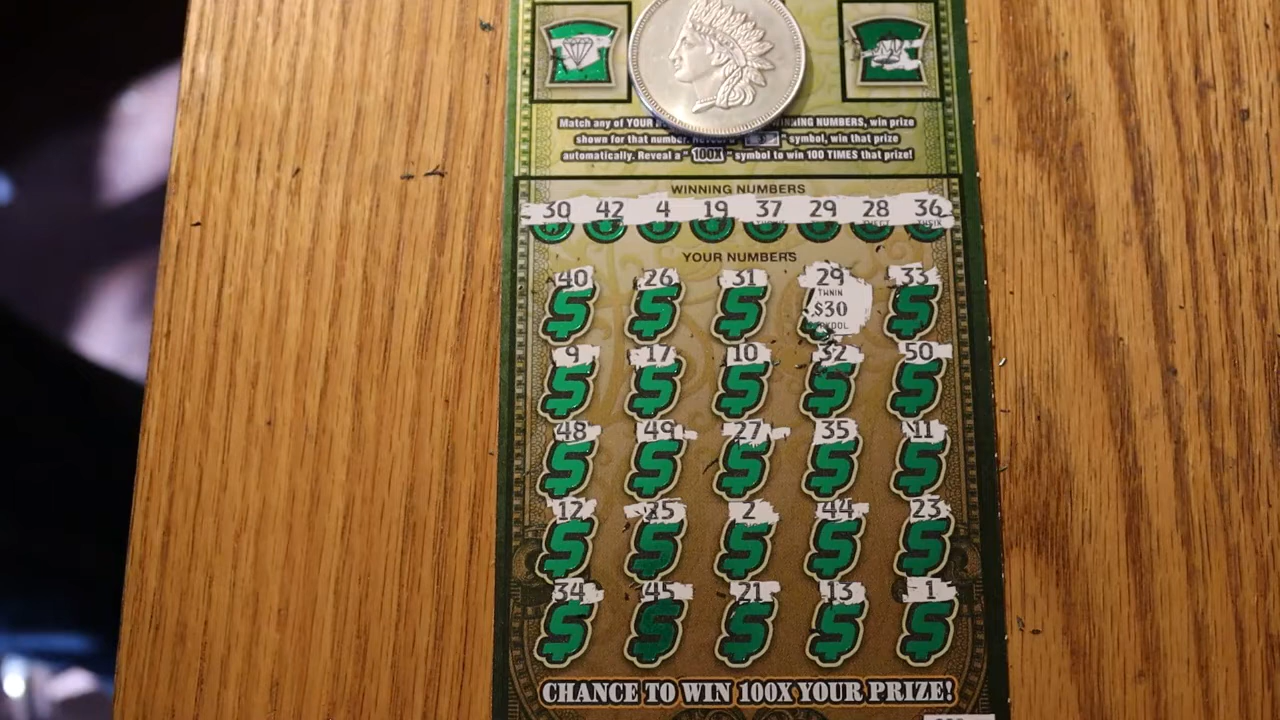 Match any of YOUR WINNING NUMBERS, win prize
shown for that number. Reveal a " " symbol, win that prize
automatically. Reveal a "100X" symbol to win 100 TIMES that prize!
WINNING NUMBERS
30 42 4 19 37 29 28 36
YOUR NUMBERS
40 26 31 29 33
TWNIN
$30
9 17 10 32 50
48 49 27 35 11
12 25 2 44 23
34 45 21 13 1
CHANCE TO WIN 100X YOUR PRIZE!